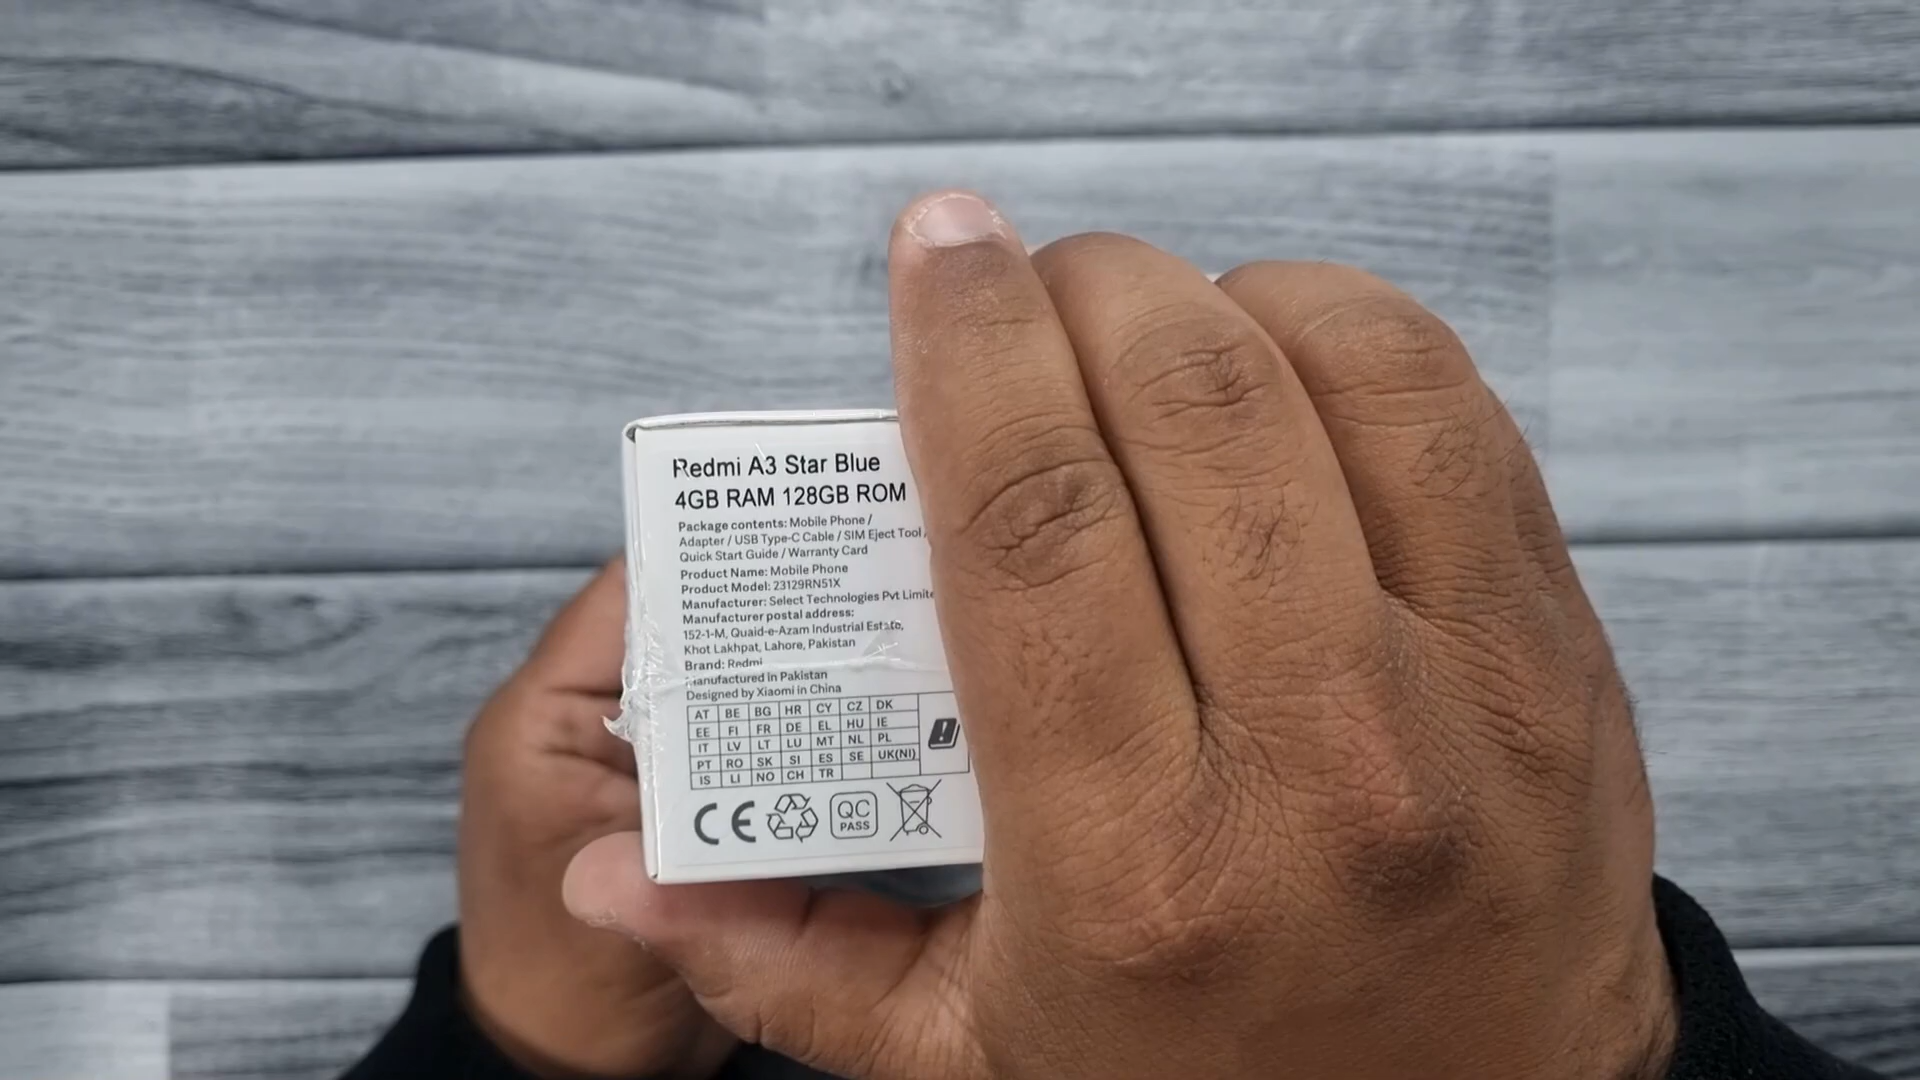 Redmi A3 Star Blue
4GB RAM 128GB ROM
Package contents: Mobile Phone /
Adapter / USB Type-C Cable / SIM Eject Tool /
Quick Start Guide / Warranty Card
Product Name: Mobile Phone
Product Model: 23129RN51X
Manufacturer: Select Technologies Pvt
Manufacturer postal address:
152-1-M, Quaid-e-Azam Industrial Estate,
Khot Lakhpat, Lahore, Pakistan
Brand: Redmi
Manufactured in Pakistan
Designed by Xiaomi in China
AT BE BG HR CY CZ DK
EE FI FR DE EL HU IE
IT LV LT LU MT NL PL
PT RO SK SI ES SE UK(NI)
IS LI NO CH TR
CE
QC
PASS